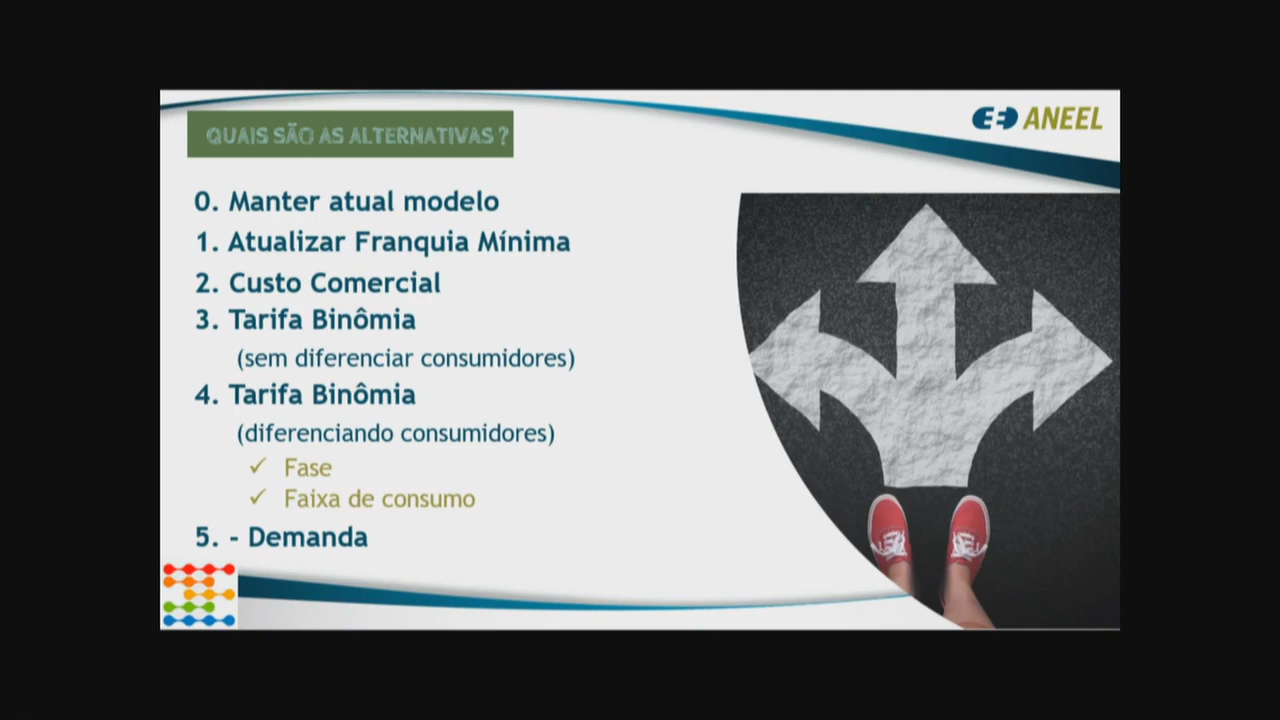 QUAIS SÃO AS ALTERNATIVAS ?
ANEEL
0. Manter atual modelo
1. Atualizar Franquia Mínima
2. Custo Comercial
3. Tarifa Binômia
(sem diferenciar consumidores)
4. Tarifa Binômia
(diferenciando consumidores)
✓ Fase
✓ Faixa de consumo
5. - Demanda